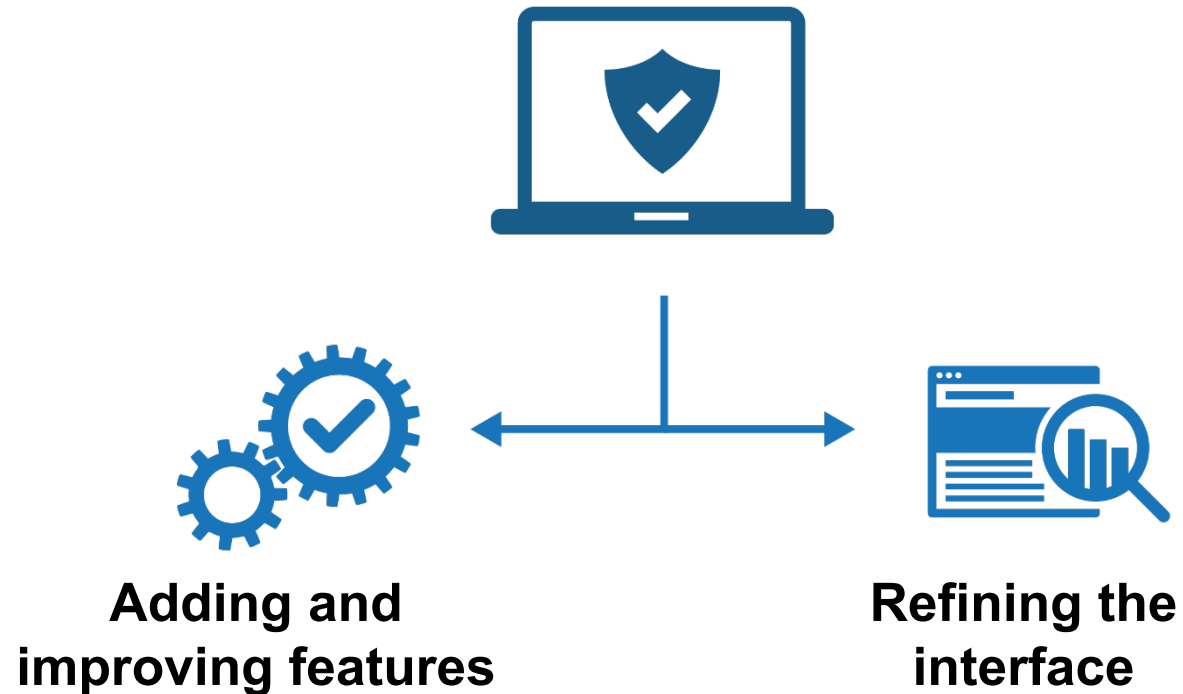 Adding and
improving features
Refining the
interface